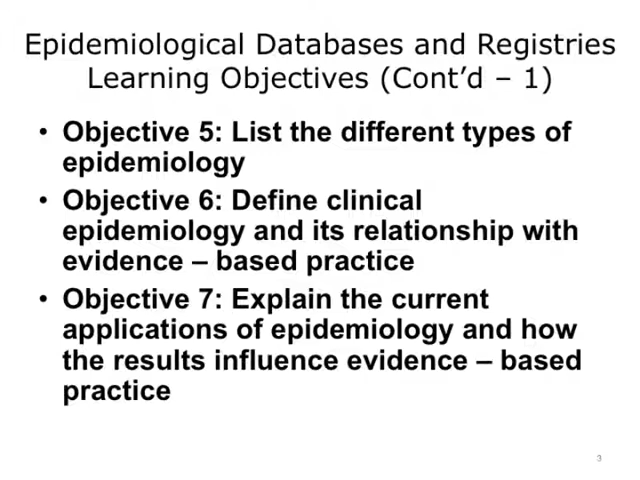 Epidemiological Databases and Registries
Learning Objectives (Cont’d – 1)
• Objective 5: List the different types of
epidemiology
• Objective 6: Define clinical
epidemiology and its relationship with
evidence – based practice
• Objective 7: Explain the current
applications of epidemiology and how
the results influence evidence – based
practice
3